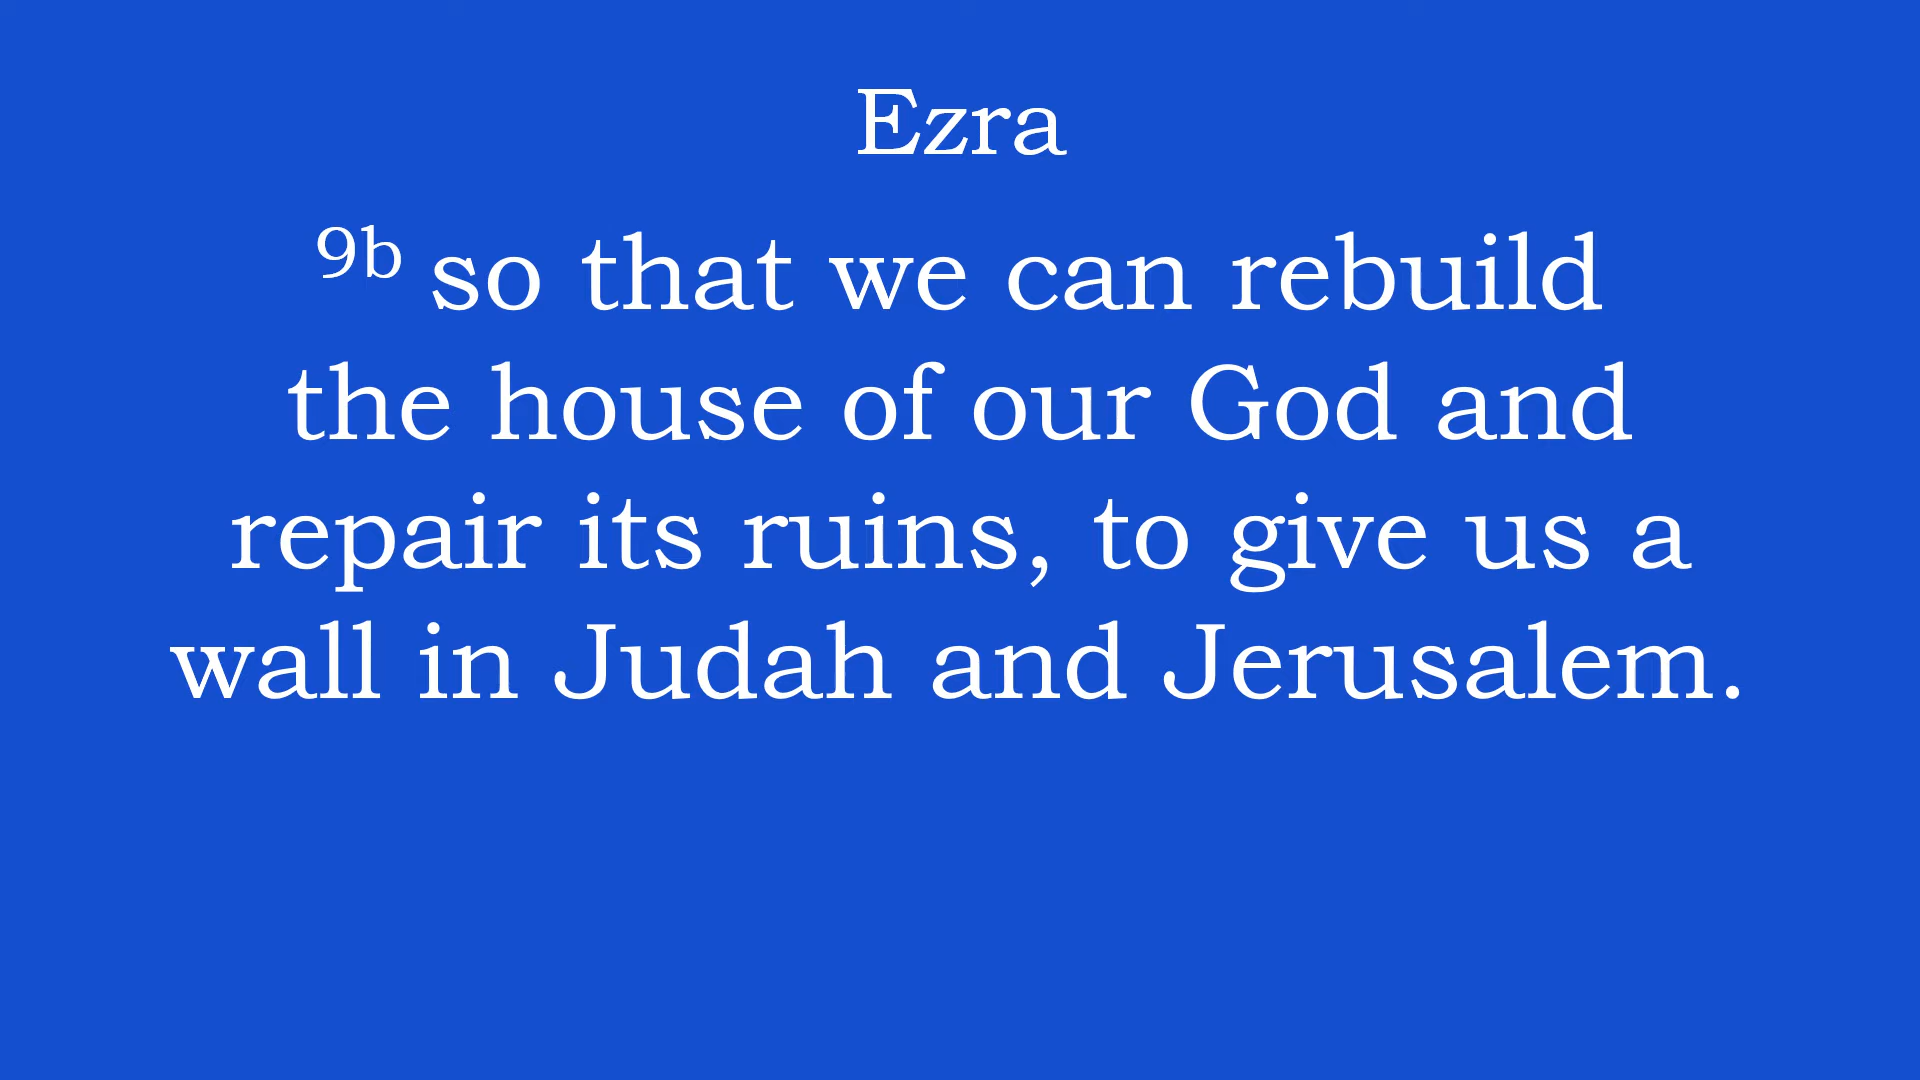 Ezra
9b so that we can rebuild
the house of our God and
repair its ruins, to give us a
wall in Judah and Jerusalem.